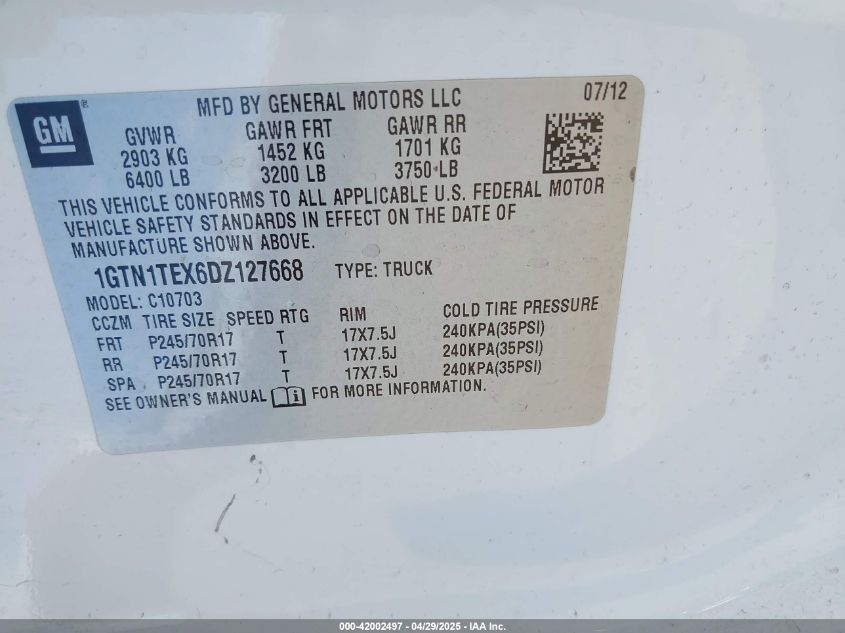 GM ®
MFD BY GENERAL MOTORS LLC 07/12
GVWR GAWR FRT GAWR RR
2903 KG 1452 KG 1701 KG
6400 LB 3200 LB 3750 LB
THIS VEHICLE CONFORMS TO ALL APPLICABLE U.S. FEDERAL MOTOR
VEHICLE SAFETY STANDARDS IN EFFECT ON THE DATE OF
MANUFACTURE SHOWN ABOVE.
1GTN1TEX6DZ127668 TYPE: TRUCK
MODEL: C10703
CCZM TIRE SIZE SPEED RTG RIM COLD TIRE PRESSURE
FRT P245/70R17 T 17X7.5J 240KPA(35PSI)
RR P245/70R17 T 17X7.5J 240KPA(35PSI)
SPA P245/70R17 T 17X7.5J 240KPA(35PSI)
SEE OWNER'S MANUAL i FOR MORE INFORMATION.
000-42002497 - 04/29/2025 - IAA Inc.